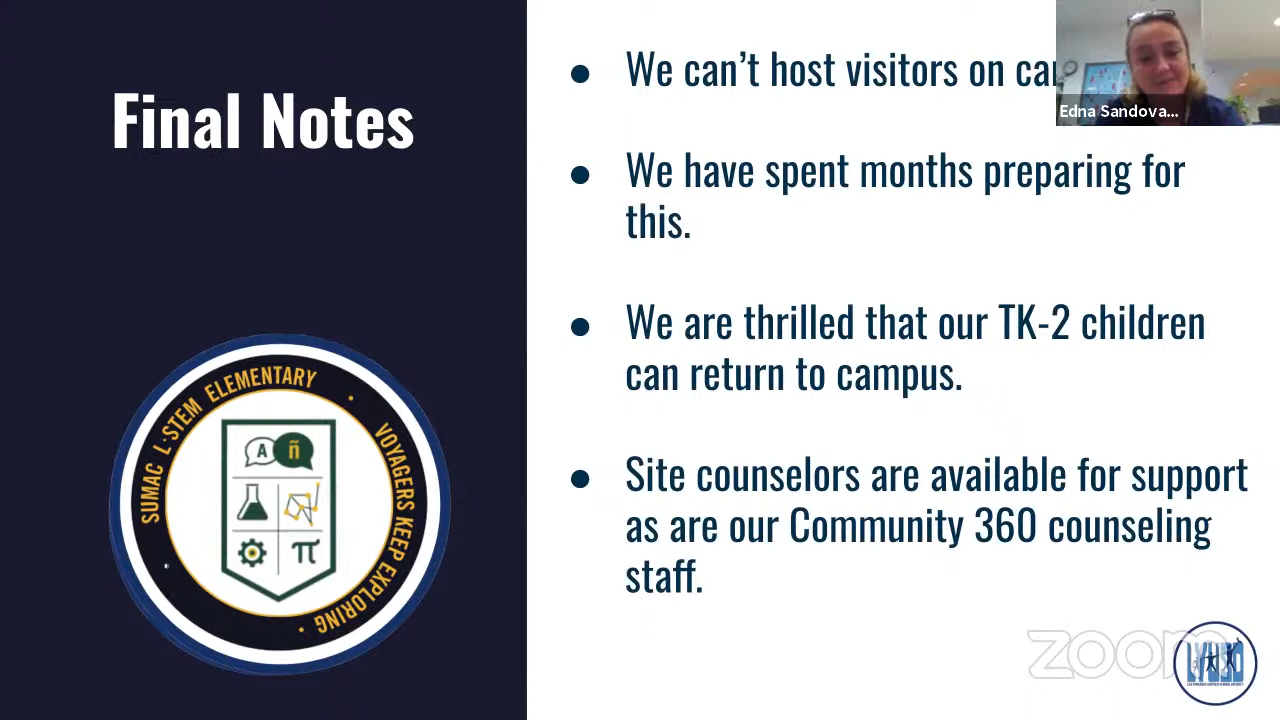 Final Notes
SUMAC L·STEM ELEMENTARY
VOYAGERS KEEP EXPLORING
A ñ
π
● We can’t host visitors on
● We have spent months preparing for
this.
● We are thrilled that our TK-2 children
can return to campus.
● Site counselors are available for support
as are our Community 360 counseling
staff.
Edna Sandova...
zoom
LVUSD